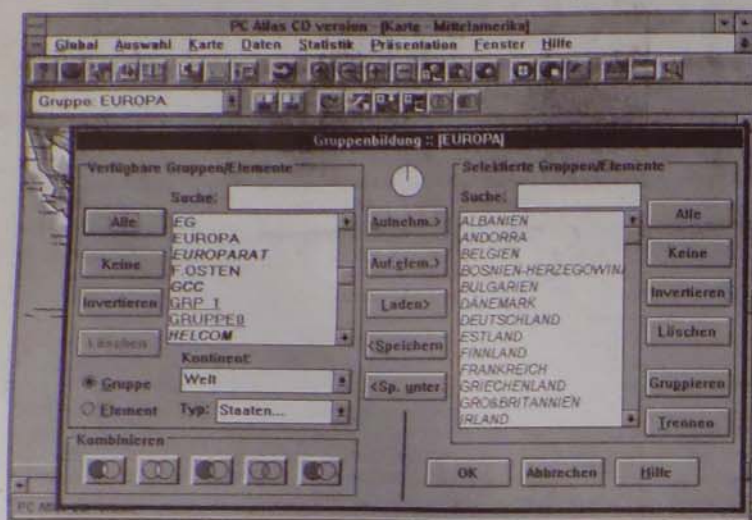 PC Atlas CD version - [Karte - Mittelamerika]
Global Auswahl Karte Daten Statistik Präsentation Fenster Hilfe
Gruppe: EUROPA
Gruppenbildung :: [EUROPA]
Verfügbare Gruppen/Elemente
Suche:
Alle
Keine
Invertieren
Löschen
EG
EUROPA
EUROPARAT
F.OSTEN
GCC
GRP_1
GRUPPE0
HELCOM
Kontinent:
Gruppe
Welt
Element
Typ: Staaten...
Kombinieren
Aufnehm.>
Auf.elem.>
Laden>
<Speichern
<Sp. unter
Selektierte Gruppen/Elemente
Suche:
ALBANIEN
ANDORRA
BELGIEN
BOSNIEN-HERZEGOWINA
BULGARIEN
DÄNEMARK
DEUTSCHLAND
ESTLAND
FINNLAND
FRANKREICH
GRIECHENLAND
GROßBRITANNIEN
IRLAND
Alle
Keine
Invertieren
Löschen
Gruppieren
Trennen
OK Abbrechen Hilfe